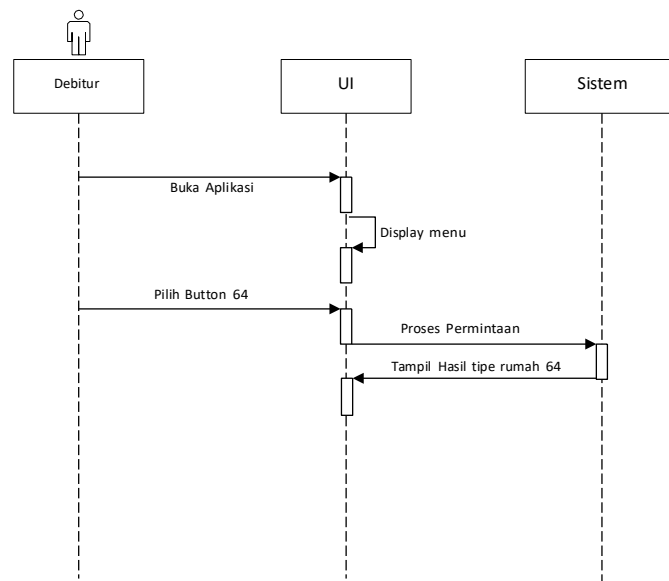 Debitur
UI
Sistem
Buka Aplikasi
Display menu
Pilih Button 64
Proses Permintaan
Tampil Hasil tipe rumah 64